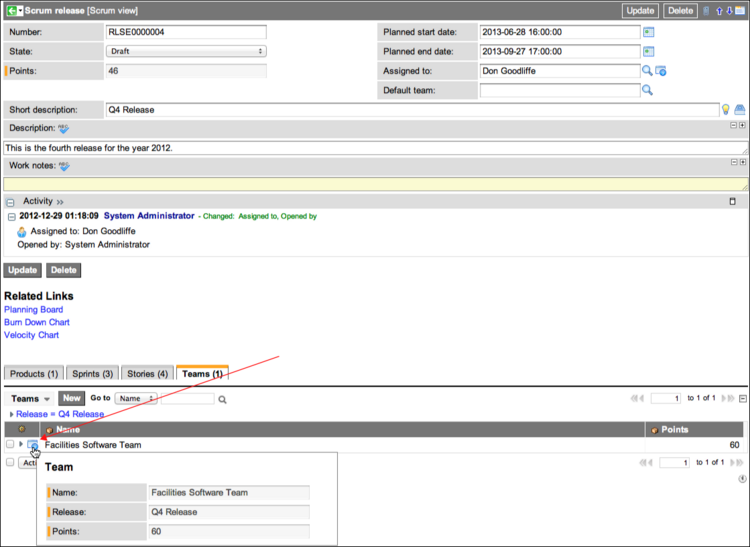 Scrum release [Scrum view] Update Delete
Number: RLSE0000004 Planned start date: 2013-06-28 16:00:00
State: Draft Planned end date: 2013-09-27 17:00:00
Points: 46 Assigned to: Don Goodliffe
Default team:
Short description: Q4 Release
Description:
This is the fourth release for the year 2012.
Work notes:
Activity
2012-12-29 01:18:09 System Administrator - Changed: Assigned to, Opened by
Assigned to: Don Goodliffe
Opened by: System Administrator
Update Delete
Related Links
Planning Board
Burn Down Chart
Velocity Chart
Products (1) Sprints (3) Stories (4) Teams (1)
Teams New Go to Name 1 to 1 of 1
Release = Q4 Release
Name Points
Facilities Software Team 60
Acti 1 to 1 of 1
Team
Name: Facilities Software Team
Release: Q4 Release
Points: 60